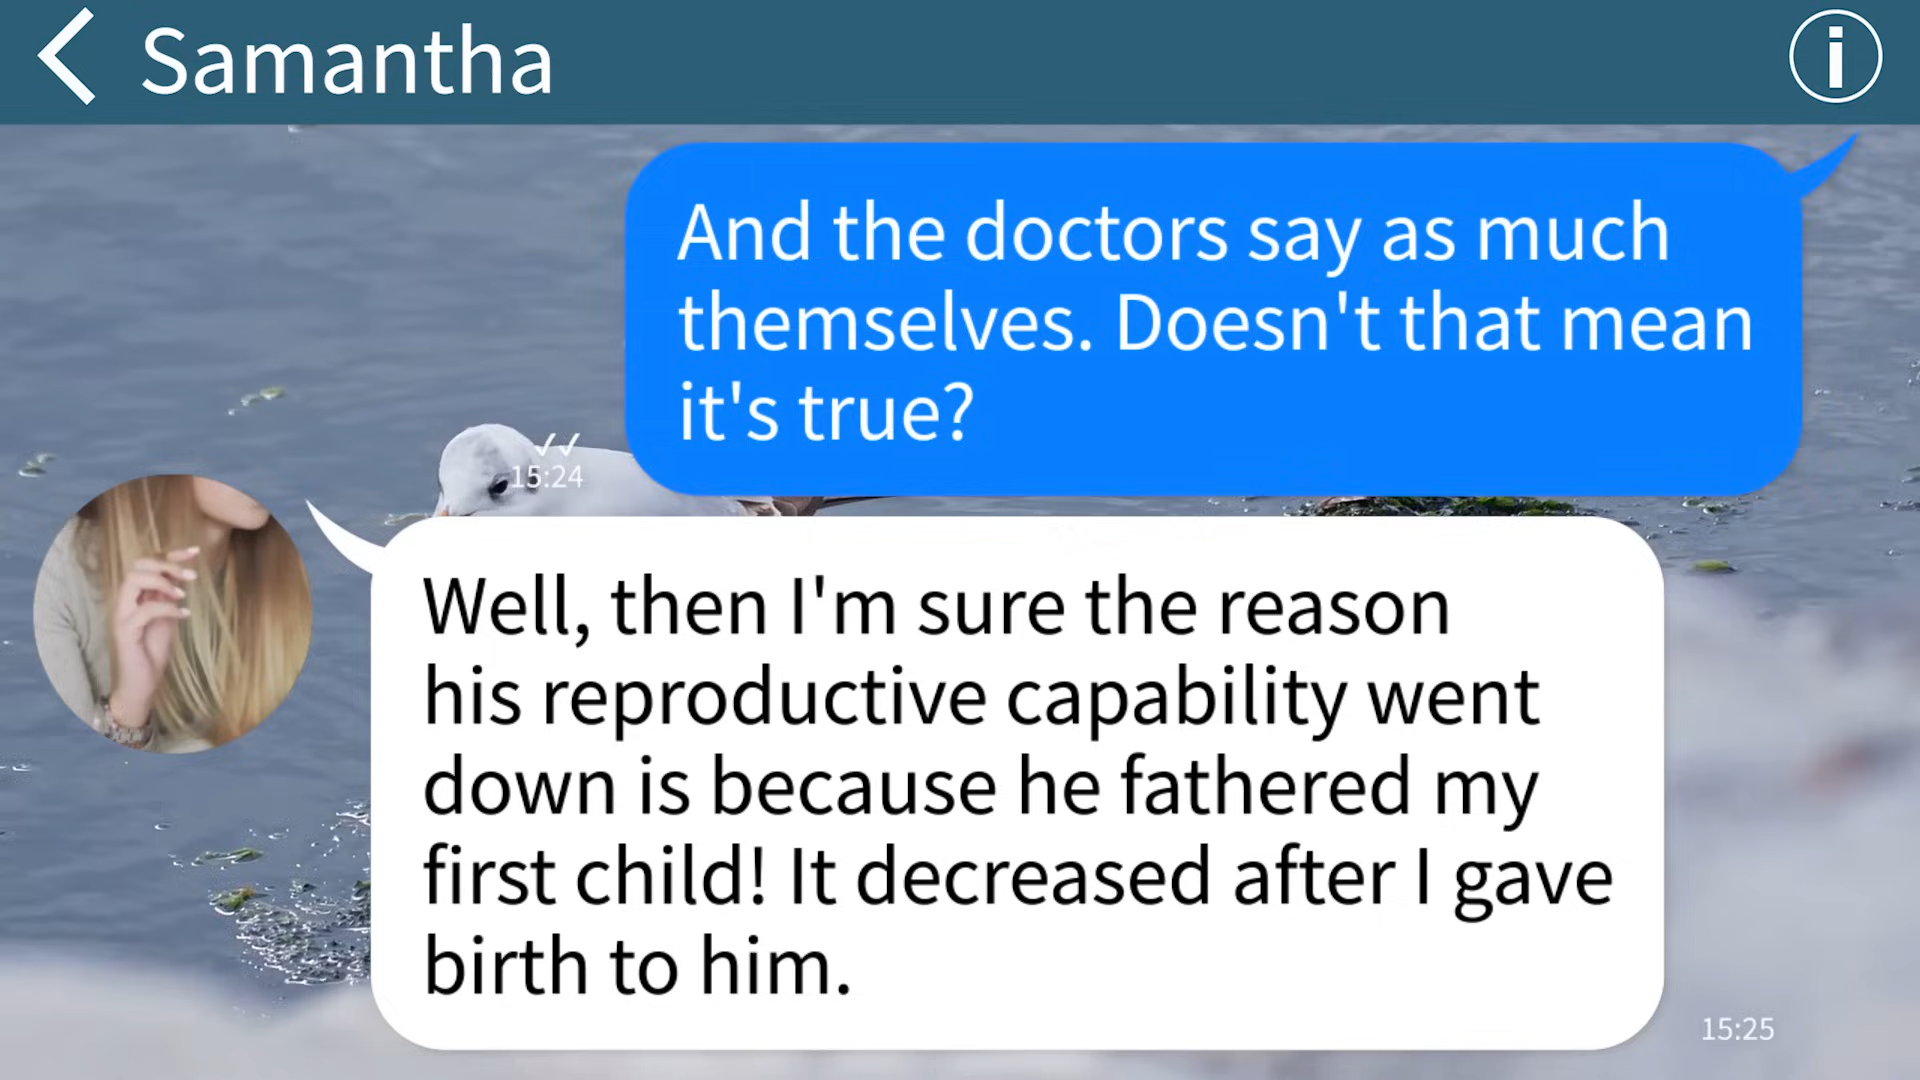 Samantha
And the doctors say as much
themselves. Doesn't that mean
it's true?
✓✓
15:24
Well, then I'm sure the reason
his reproductive capability went
down is because he fathered my
first child! It decreased after I gave
birth to him.
15:25